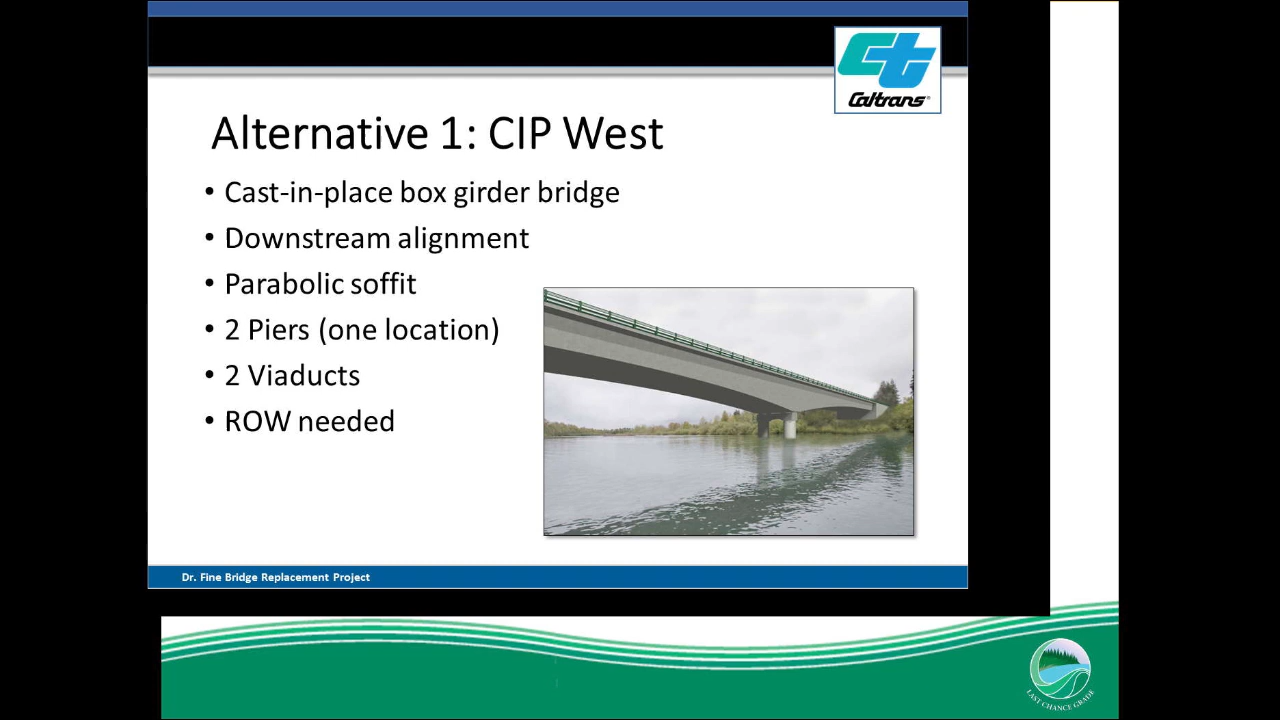 Caltrans
Alternative 1: CIP West
• Cast-in-place box girder bridge
• Downstream alignment
• Parabolic soffit
• 2 Piers (one location)
• 2 Viaducts
• ROW needed
Dr. Fine Bridge Replacement Project
LAST CHANCE GRADE